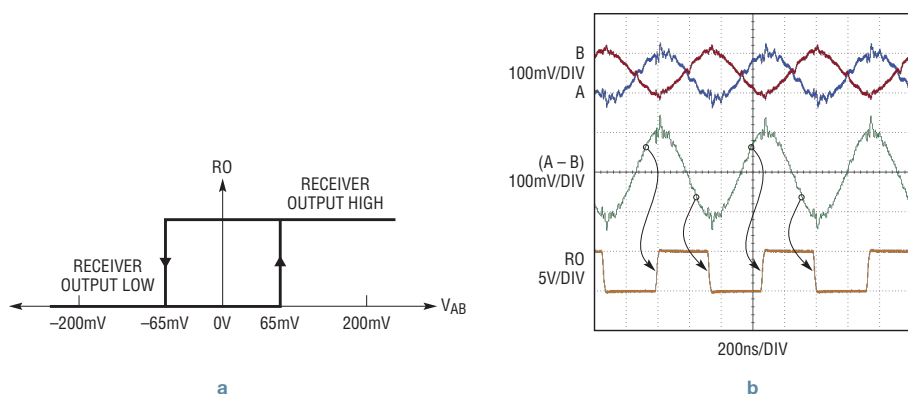 RO
RECEIVER
OUTPUT HIGH
RECEIVER
OUTPUT LOW
VAB
–200mV
–65mV
0V
65mV
200mV
a
B
100mV/DIV
A
(A – B)
100mV/DIV
RO
5V/DIV
200ns/DIV
b